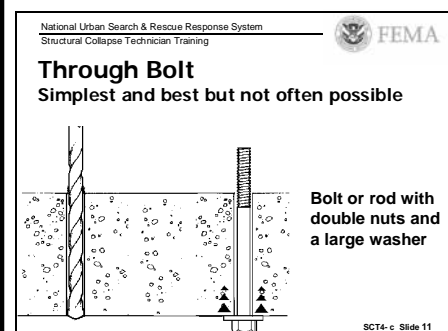 National Urban Search & Rescue Response System
Structural Collapse Technician Training
FEMA
Through Bolt
Simplest and best but not often possible
Bolt or rod with
double nuts and
a large washer
SCT4- c Slide 11